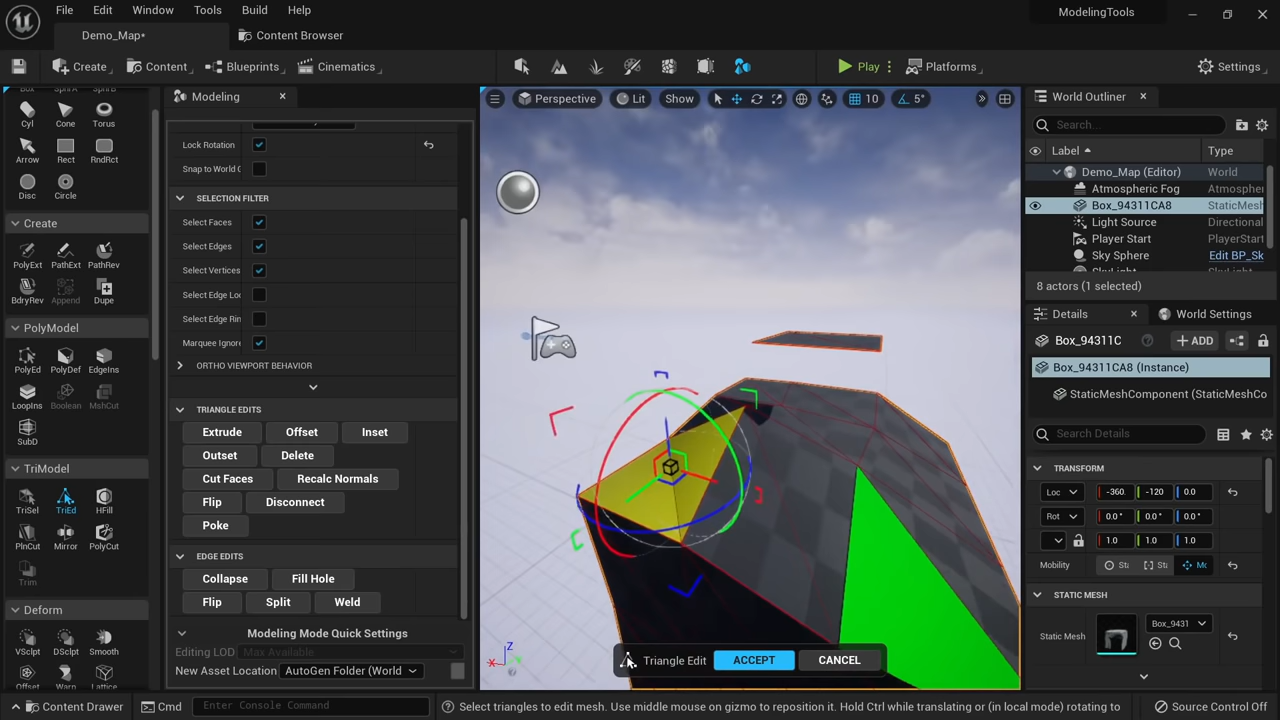 File Edit Window Tools Build Help
ModelingTools
Demo_Map*
Content Browser
Create
Content
Blueprints
Cinematics
Play
Platforms
Settings
Cyl Cone Torus
Arrow Rect RndRct
Disc Circle
Create
PolyExt PathExt PathRev
BdryRev Append Dupe
PolyModel
PolyEd PolyDef EdgeIns
LoopIns Boolean MshCut
SubD
TriModel
TriSel TriEd HFill
PlnCut Mirror PolyCut
Trim
Deform
VSclpt DSclpt Smooth
Offset Warp Lattice
Modeling
Lock Rotation
Snap to World G
SELECTION FILTER
Select Faces
Select Edges
Select Vertices
Select Edge Loo
Select Edge Rin
Marquee Ignore
ORTHO VIEWPORT BEHAVIOR
TRIANGLE EDITS
Extrude Offset Inset
Outset Delete
Cut Faces Recalc Normals
Flip Disconnect
Poke
EDGE EDITS
Collapse Fill Hole
Flip Split Weld
Modeling Mode Quick Settings
Editing LOD Max Available
New Asset Location AutoGen Folder (World
Perspective Lit Show 10 5°
Z
X
Triangle Edit ACCEPT CANCEL
World Outliner
Search...
Label Type
Demo_Map (Editor) World
Atmospheric Fog Atmosphe
Box_94311CA8 StaticMesh
Light Source Directional
Player Start PlayerStart
Sky Sphere Edit BP_Sk
8 actors (1 selected)
Details World Settings
Box_94311C ADD
Box_94311CA8 (Instance)
StaticMeshComponent (StaticMeshCo
Search Details
TRANSFORM
Loc -360. -120 0.0
Rot 0.0° 0.0° 0.0°
1.0 1.0 1.0
Mobility St St Mo
STATIC MESH
Static Mesh Box_9431
Content Drawer
Cmd
Enter Console Command
Select triangles to edit mesh. Use middle mouse on gizmo to reposition it. Hold Ctrl while translating or (in local mode) rotating to
Source Control Off